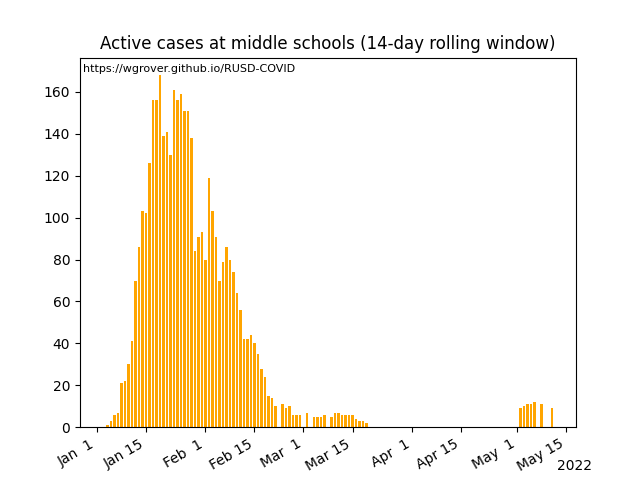 Active cases at middle schools (14-day rolling window)
https://wgrover.github.io/RUSD-COVID
160
140
120
100
80
60
40
20
0
Jan 1
Jan 15
Feb 1
Feb 15
Mar 1
Mar 15
Apr 1
Apr 15
May 1
May 15
2022